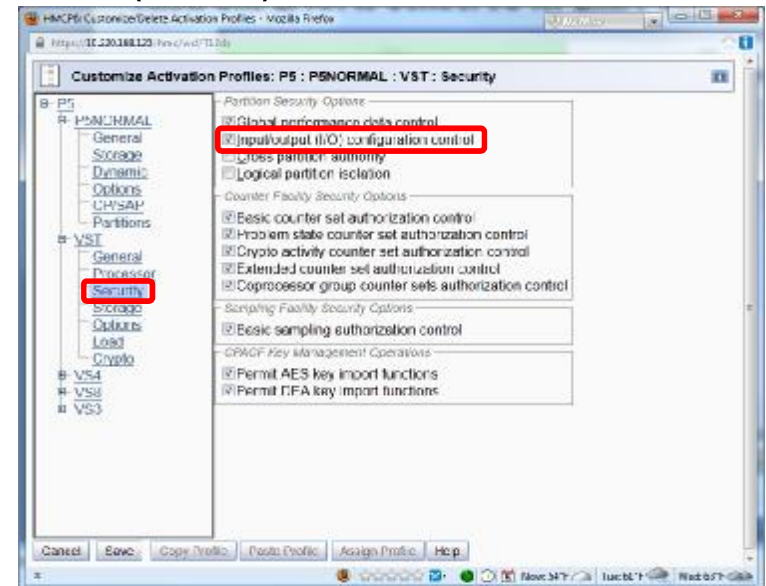 HMCP5: Customize/Delete Activation Profiles - Mozilla Firefox
Customize Activation Profiles: P5 : P5NORMAL : VST : Security
P5
P5NORMAL
General
Storage
Dynamic
Options
CP/SAP
Partitions
VST
General
Processor
Security
Storage
Options
Load
Crypto
VS4
VS8
VS3
Partition Security Options
Global performance data control
Input/output (I/O) configuration control
Cross partition authority
Logical partition isolation
Counter Facility Security Options
Basic counter set authorization control
Problem state counter set authorization control
Crypto activity counter set authorization control
Extended counter set authorization control
Coprocessor group counter sets authorization control
Sampling Facility Security Options
Basic sampling authorization control
CPACF Key Management Operations
Permit AES key import functions
Permit DEA key import functions
Cancel Save Copy Profile Paste Profile Assign Profile Help